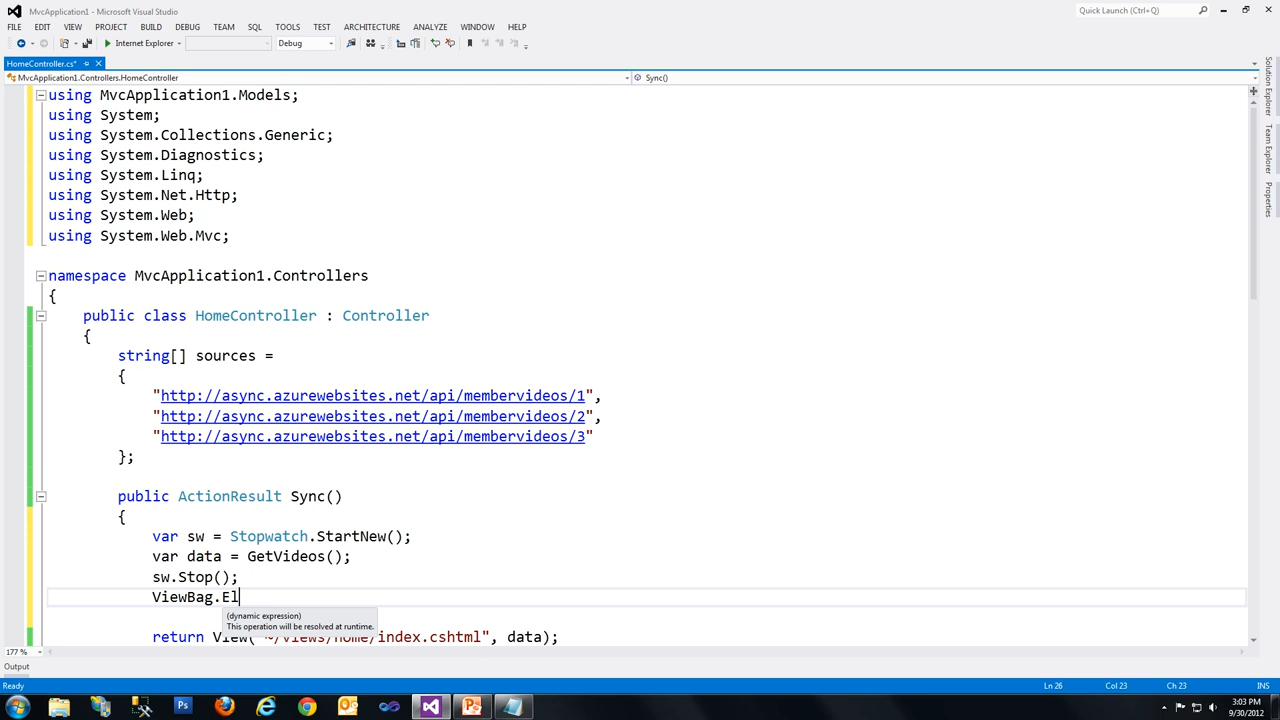 MvcApplication1 - Microsoft Visual Studio
Quick Launch (Ctrl+Q)
FILE EDIT VIEW PROJECT BUILD DEBUG TEAM SQL TOOLS TEST ARCHITECTURE ANALYZE WINDOW HELP
Internet Explorer Debug
HomeController.cs*
MvcApplication1.Controllers.HomeController Sync()
using MvcApplication1.Models;
using System;
using System.Collections.Generic;
using System.Diagnostics;
using System.Linq;
using System.Net.Http;
using System.Web;
using System.Web.Mvc;
namespace MvcApplication1.Controllers
{
public class HomeController : Controller
{
string[] sources =
{
"http://async.azurewebsites.net/api/membervideos/1",
"http://async.azurewebsites.net/api/membervideos/2",
"http://async.azurewebsites.net/api/membervideos/3"
};
public ActionResult Sync()
{
var sw = Stopwatch.StartNew();
var data = GetVideos();
sw.Stop();
ViewBag.El
(dynamic expression)
This operation will be resolved at runtime.
return View("~/views/home/index.cshtml", data);
177 %
Output
Ready Ln 26 Col 23 Ch 23 INS
Solution Explorer
Team Explorer
Properties
3:03 PM
9/30/2012